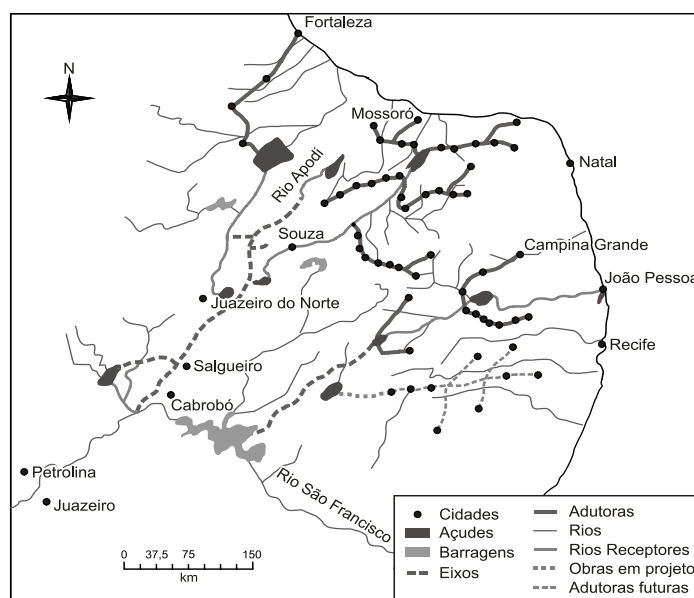 Fortaleza
N
Mossoró
Natal
Rio Apodi
Souza
Campina Grande
João Pessoa
Juazeiro do Norte
Recife
Salgueiro
Cabrobó
Petrolina
Rio São Francisco
Juazeiro
0 37,5 75 150
km
Cidades
Açudes
Barragens
Eixos
Adutoras
Rios
Rios Receptores
Obras em projeto
Adutoras futuras